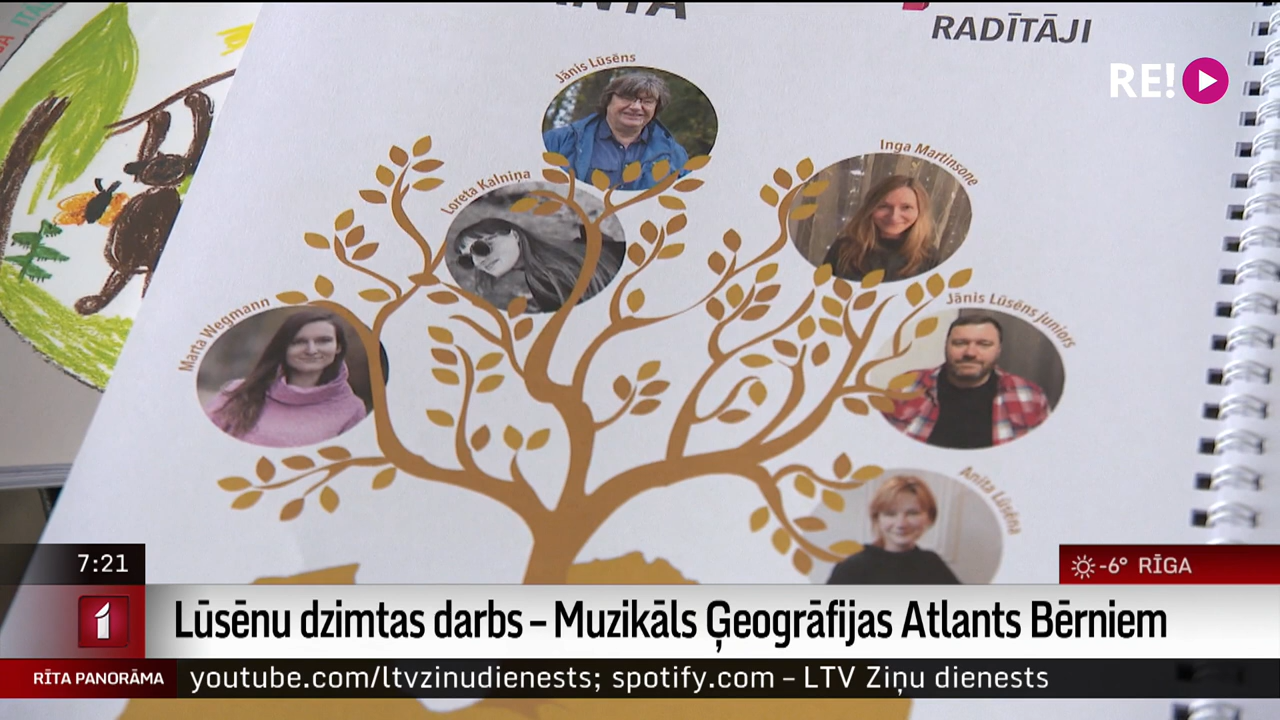 RADĪTĀJI
RE!
Jānis Lūsēns
Inga Martinsone
Loreta Kalniņa
Marta Wegmann
Jānis Lūsēns juniors
Anita Lūsēna
7:21
-6° RĪGA
1
Lūsēnu dzimtas darbs – Muzikāls Ģeogrāfijas Atlants Bērniem
RĪTA PANORĀMA
youtube.com/ltvzinudienests; spotify.com – LTV Ziņu dienests